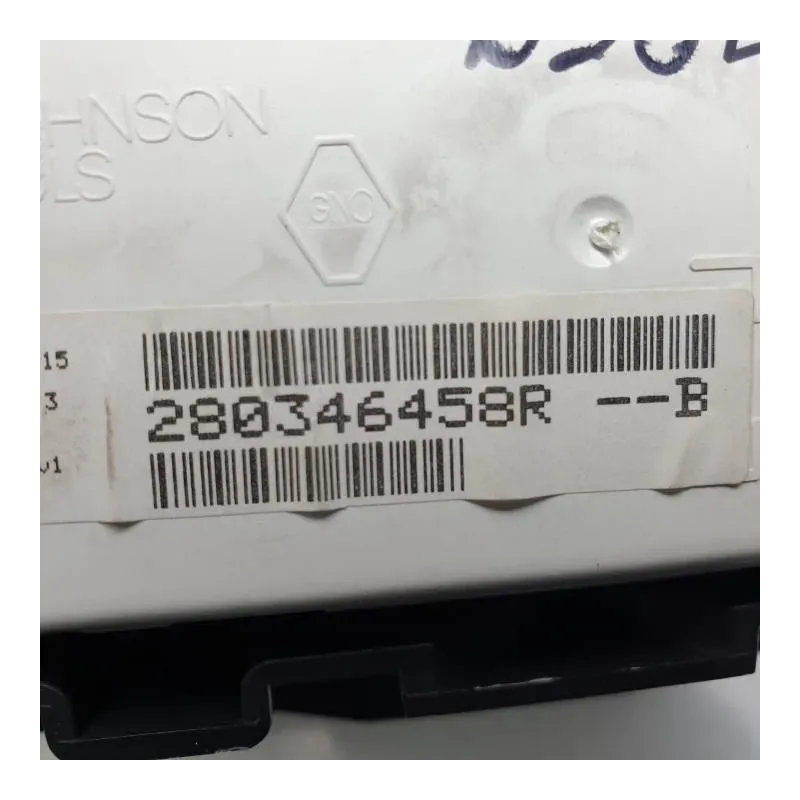 HNSON
LS
GNC
15
280346458R --B
3
v1